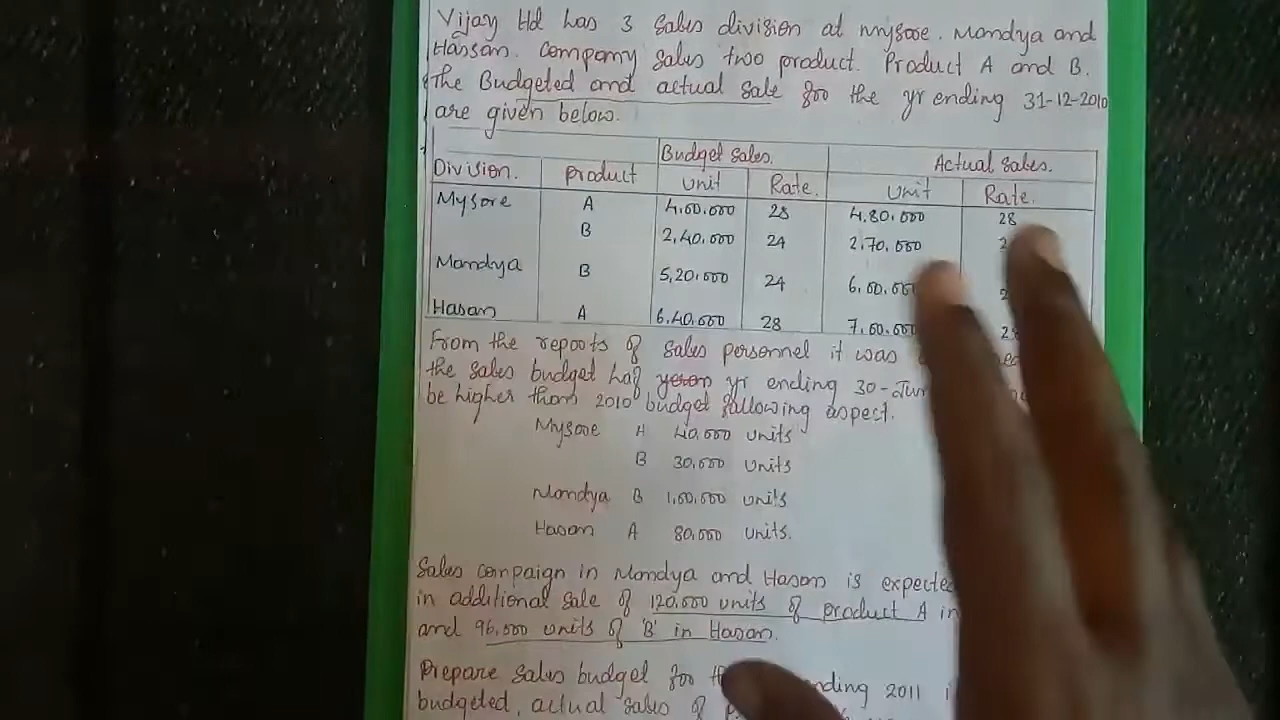 Vijay Ltd has 3 Sales division at mysore. Mandya and
Hassan. Company Sales two product. Product A and B.
The Budgeted and actual Sale for the yr ending 31-12-2010
are given below.
Budget Sales. Actual Sales.
Division. Product Unit Rate. Unit Rate.
Mysore A 4,00,000 28 4,80,000 28
B 2,40,000 24 2,70,000
Mandya B 5,20,000 24 6,00,000
Hasan A 6,40,000 28 7,60,000
From the reports of sales personnel it was
the sales budget half yr ending 30-
be higher than 2010 budget following aspect.
Mysore A 40,000 units
B 30,000 units
Mandya B 1,60,000 units
Hasan A 80,000 units.
Sales campaign in Mandya and Hasan is
in additional sale of 120,000 units of product A in
and 96,000 units of 'B' in Hasan.
Prepare Sales budget for 2011
budgeted, actual Sales of